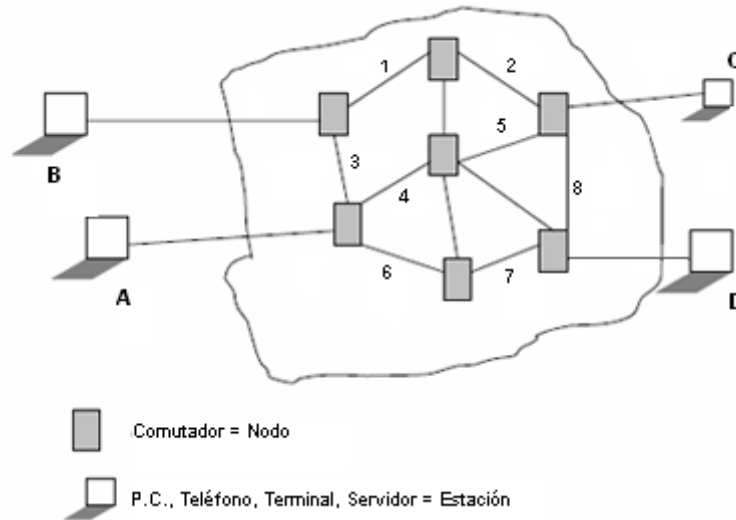 1
2
C
B
3
5
4
8
A
6
7
D
Comutador = Nodo
P.C., Teléfono, Terminal, Servidor = Estación